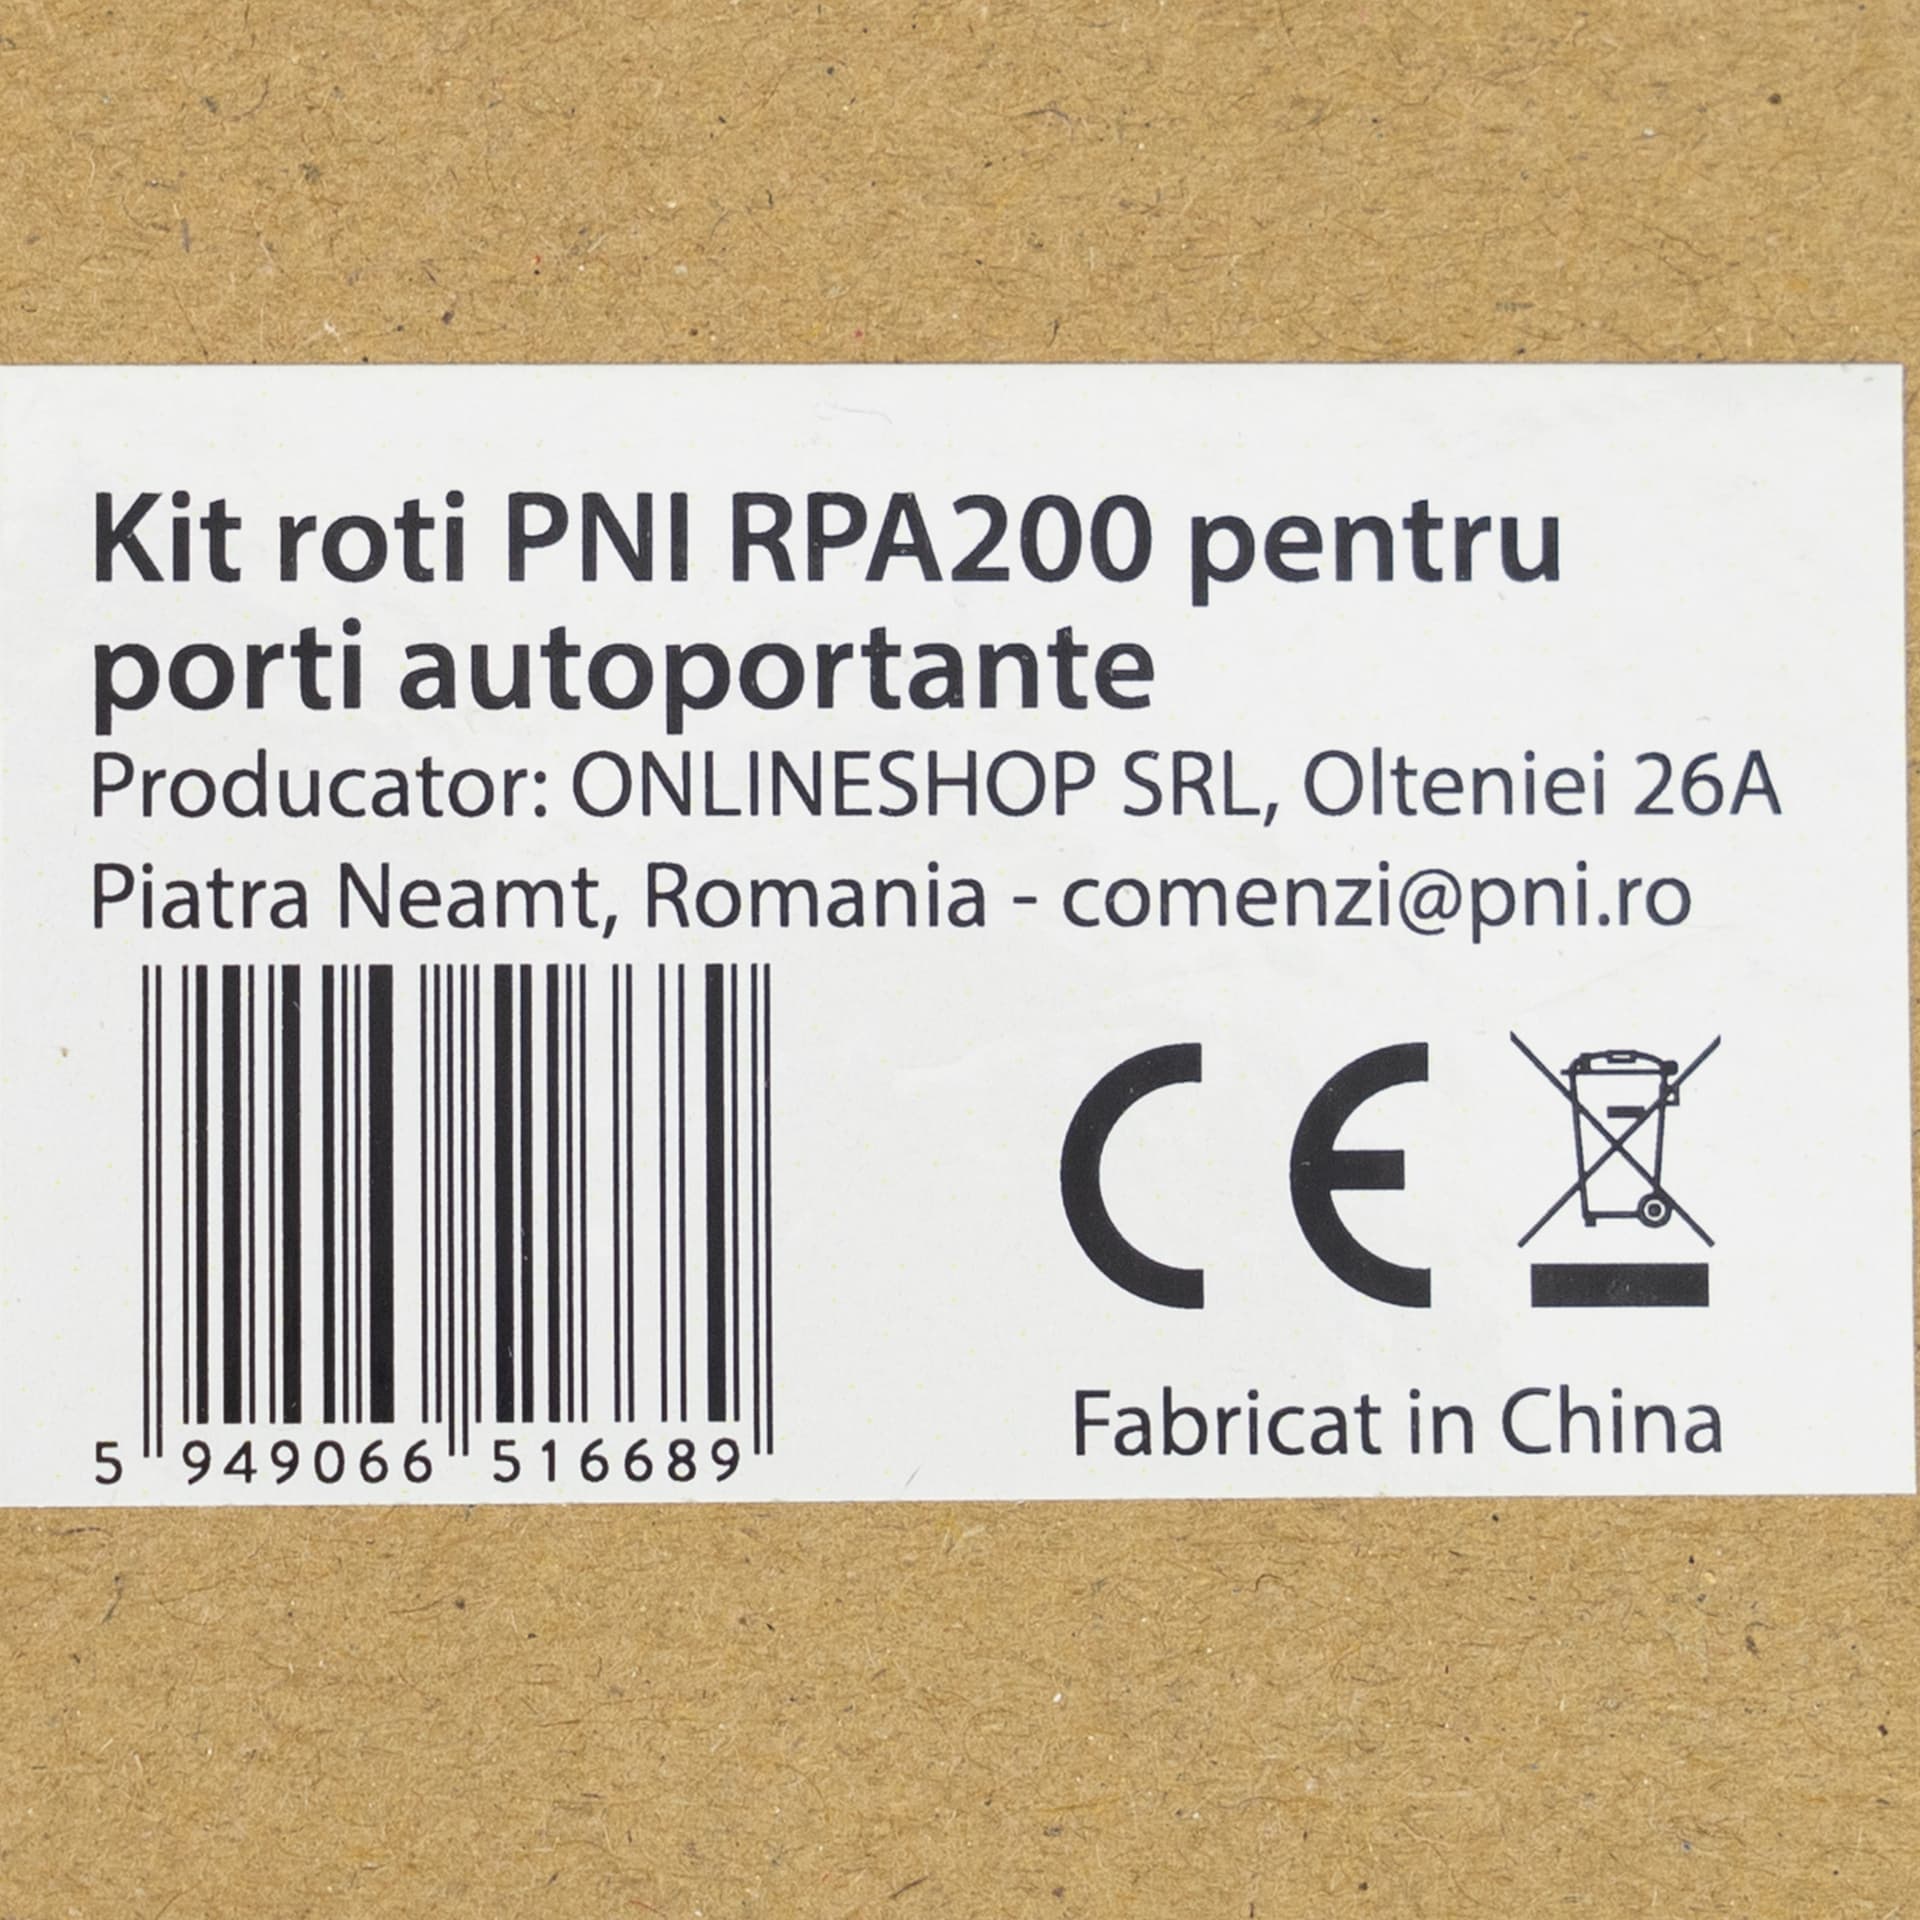 Kit roti PNI RPA200 pentru
porti autoportante
Producator: ONLINESHOP SRL, Olteniei 26A
Piatra Neamt, Romania - comenzi@pni.ro
CE
5 949066 516689
Fabricat in China